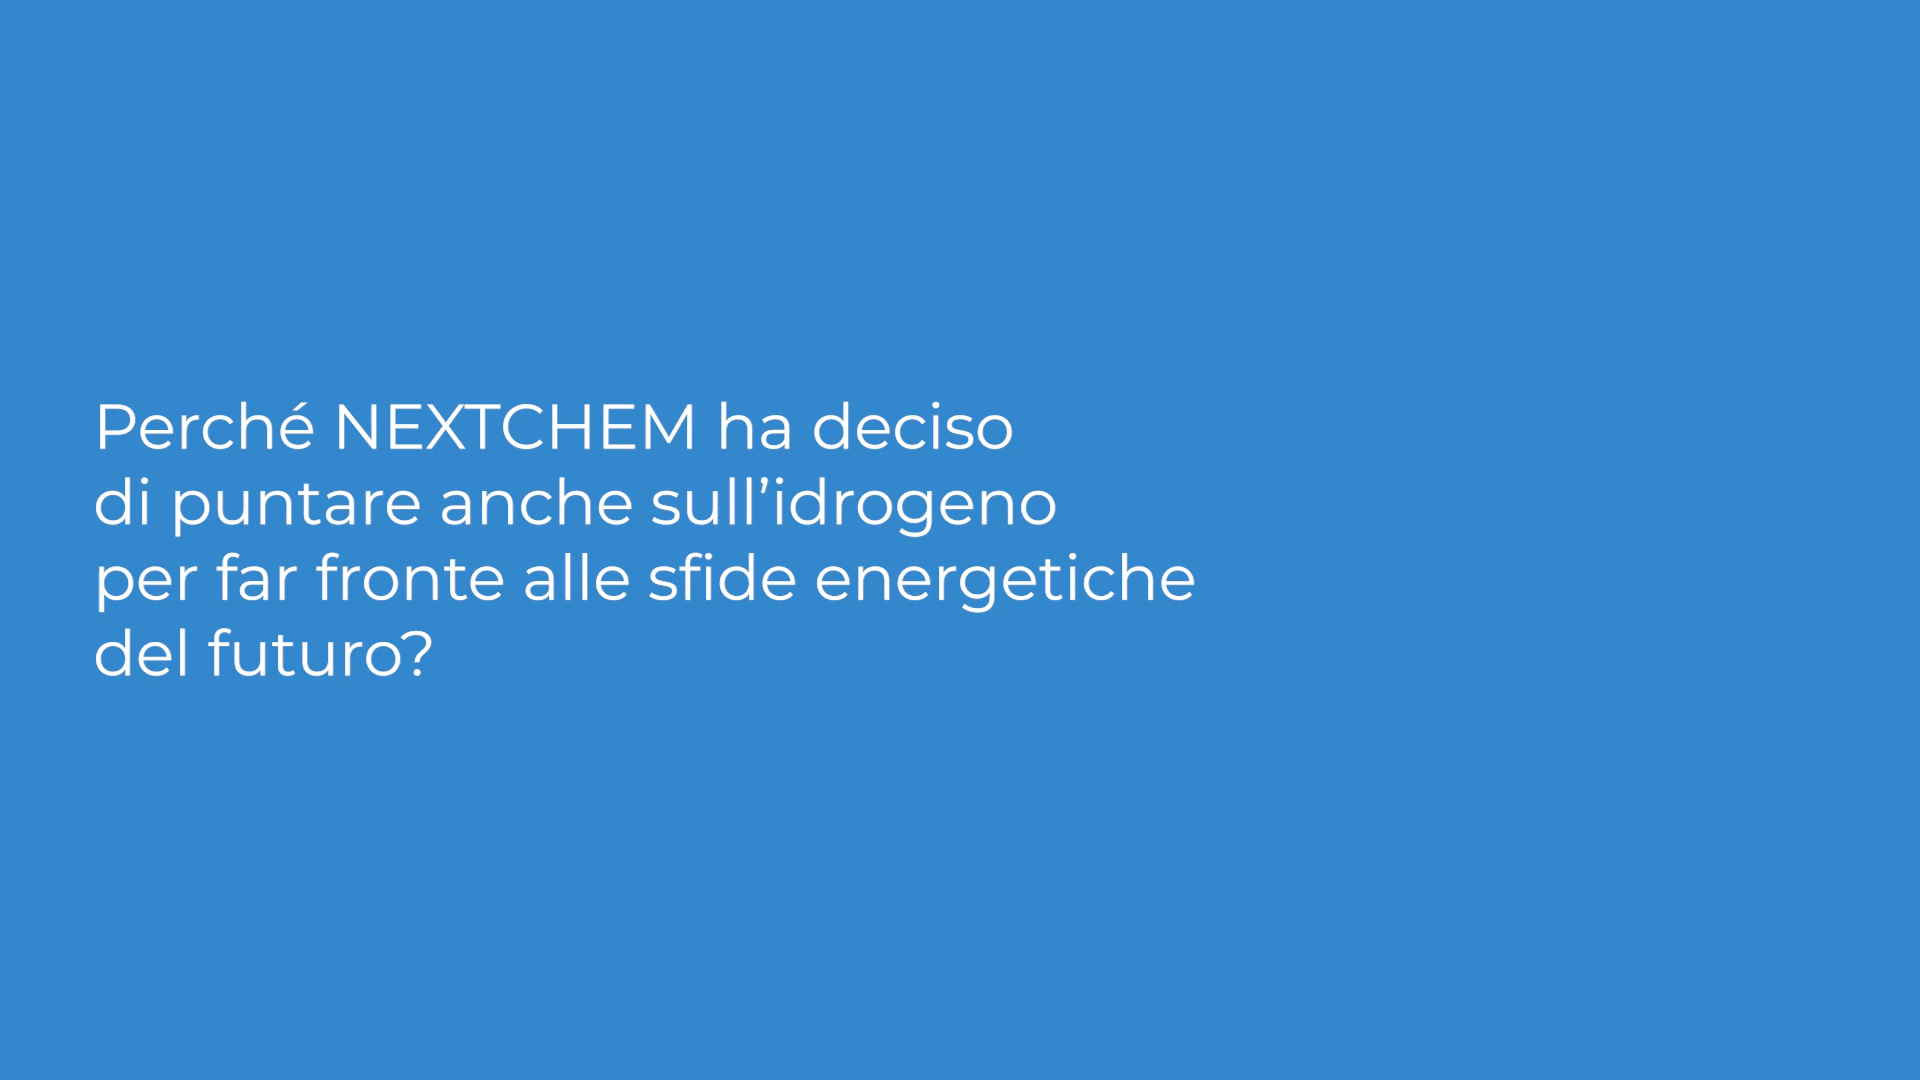 Perché NEXTCHEM ha deciso
di puntare anche sull’idrogeno
per far fronte alle sfide energetiche
del futuro?